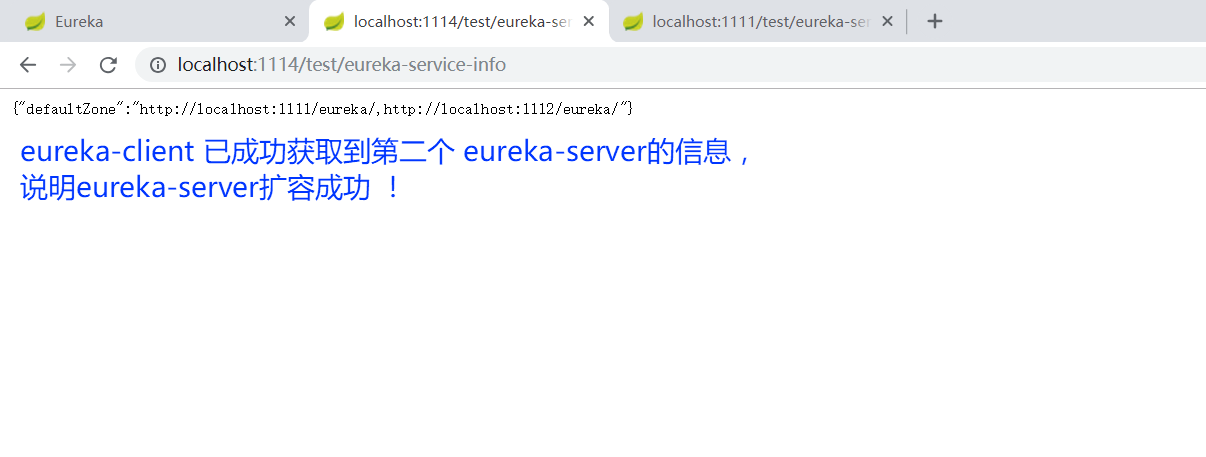 Eureka
localhost:1114/test/eureka-ser
localhost:1111/test/eureka-ser
localhost:1114/test/eureka-service-info
{"defaultZone":"http://localhost:1111/eureka/,http://localhost:1112/eureka/"}
eureka-client 已成功获取到第二个 eureka-server的信息，
说明eureka-server扩容成功 ！